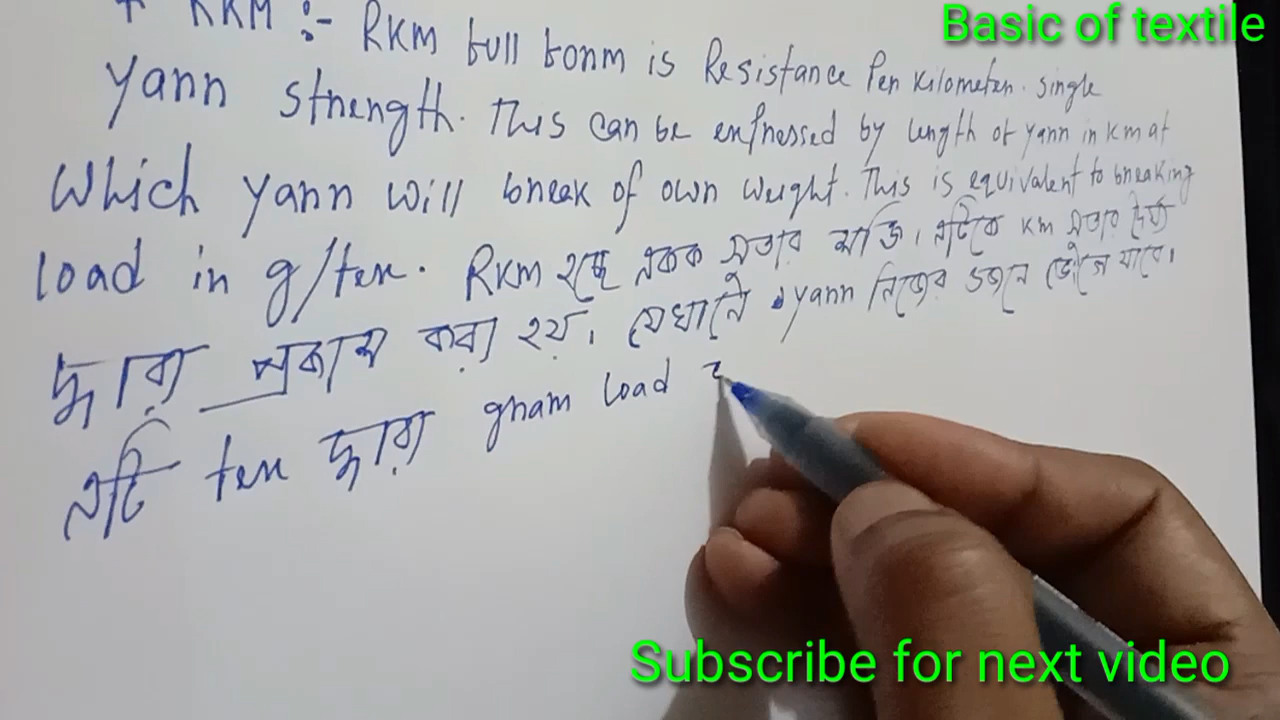 Basic of textile
* RKM :- RKM full form is Resistance Per Kilometer. single
yarn strength. This can be expressed by length of yarn in km at
which yarn will break of own weight. This is equivalent to breaking
load in g/tex. RKM হচ্ছে একক সুতার শক্তি। এটিকে KM সুতার দৈর্ঘ্য
দ্বারা প্রকাশ করা হয়। যেখানে yarn নিজের ওজনে ভেঙ্গে যাবে।
এটি tex দ্বারা gram load
Subscribe for next video